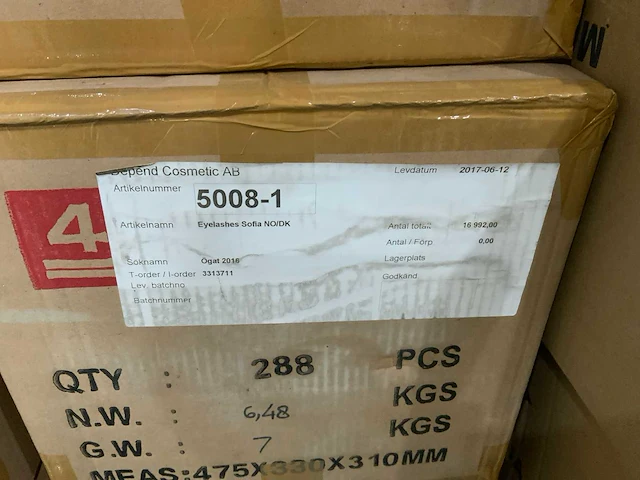 Depend Cosmetic AB Levdatum 2017-06-12
Artikelnummer 5008-1
Artikelnamn Eyelashes Sofia NO/DK Antal totalt 16 992,00
Antal / Förp 0,00
Söknamn Ögat 2016 Lagerplats
T-order / I-order 3313711 Godkänd
Lev. batchno
Batchnummer
4
QTY : 288 PCS
N.W. : 6,48 KGS
G.W. : 7 KGS
MEAS:475X330X310MM